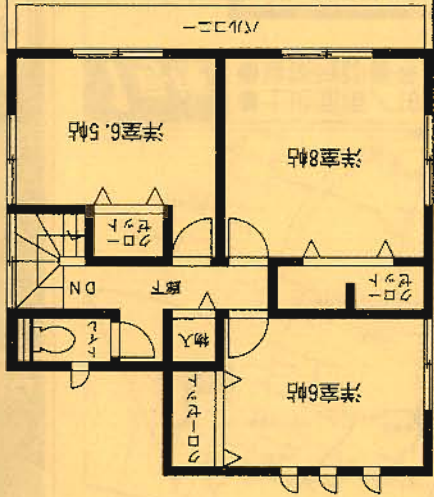 洋室6帖
クローゼット
クロー
ゼット
物入
トイレ
廊下
DN
洋室8帖
クロー
ゼット
洋室6.5帖
バルコニー